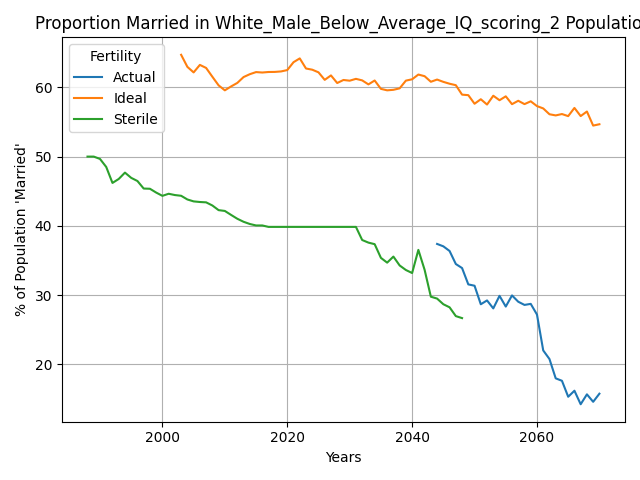 Proportion Married in White_Male_Below_Average_IQ_scoring_2 Populatio
Fertility
Actual
Ideal
Sterile
% of Population 'Married'
60
50
40
30
20
2000
2020
2040
2060
Years